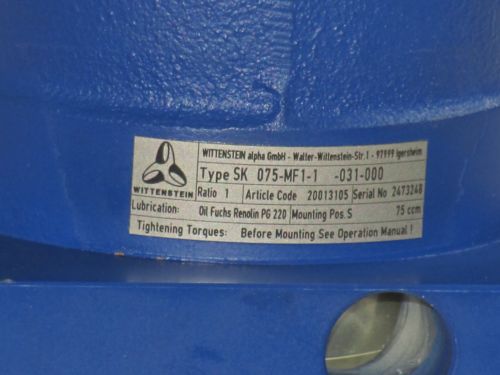 WITTENSTEIN alpha GmbH - Walter-Wittenstein-Str.1 - 97999 Igersheim
Type SK 075-MF1-1 -031-000
WITTENSTEIN
Ratio 1 Article Code 20013105 Serial No 2473248
Lubrication: Oil Fuchs Renolin PG 220 Mounting Pos. S 75 ccm
Tightening Torques: Before Mounting See Operation Manual !